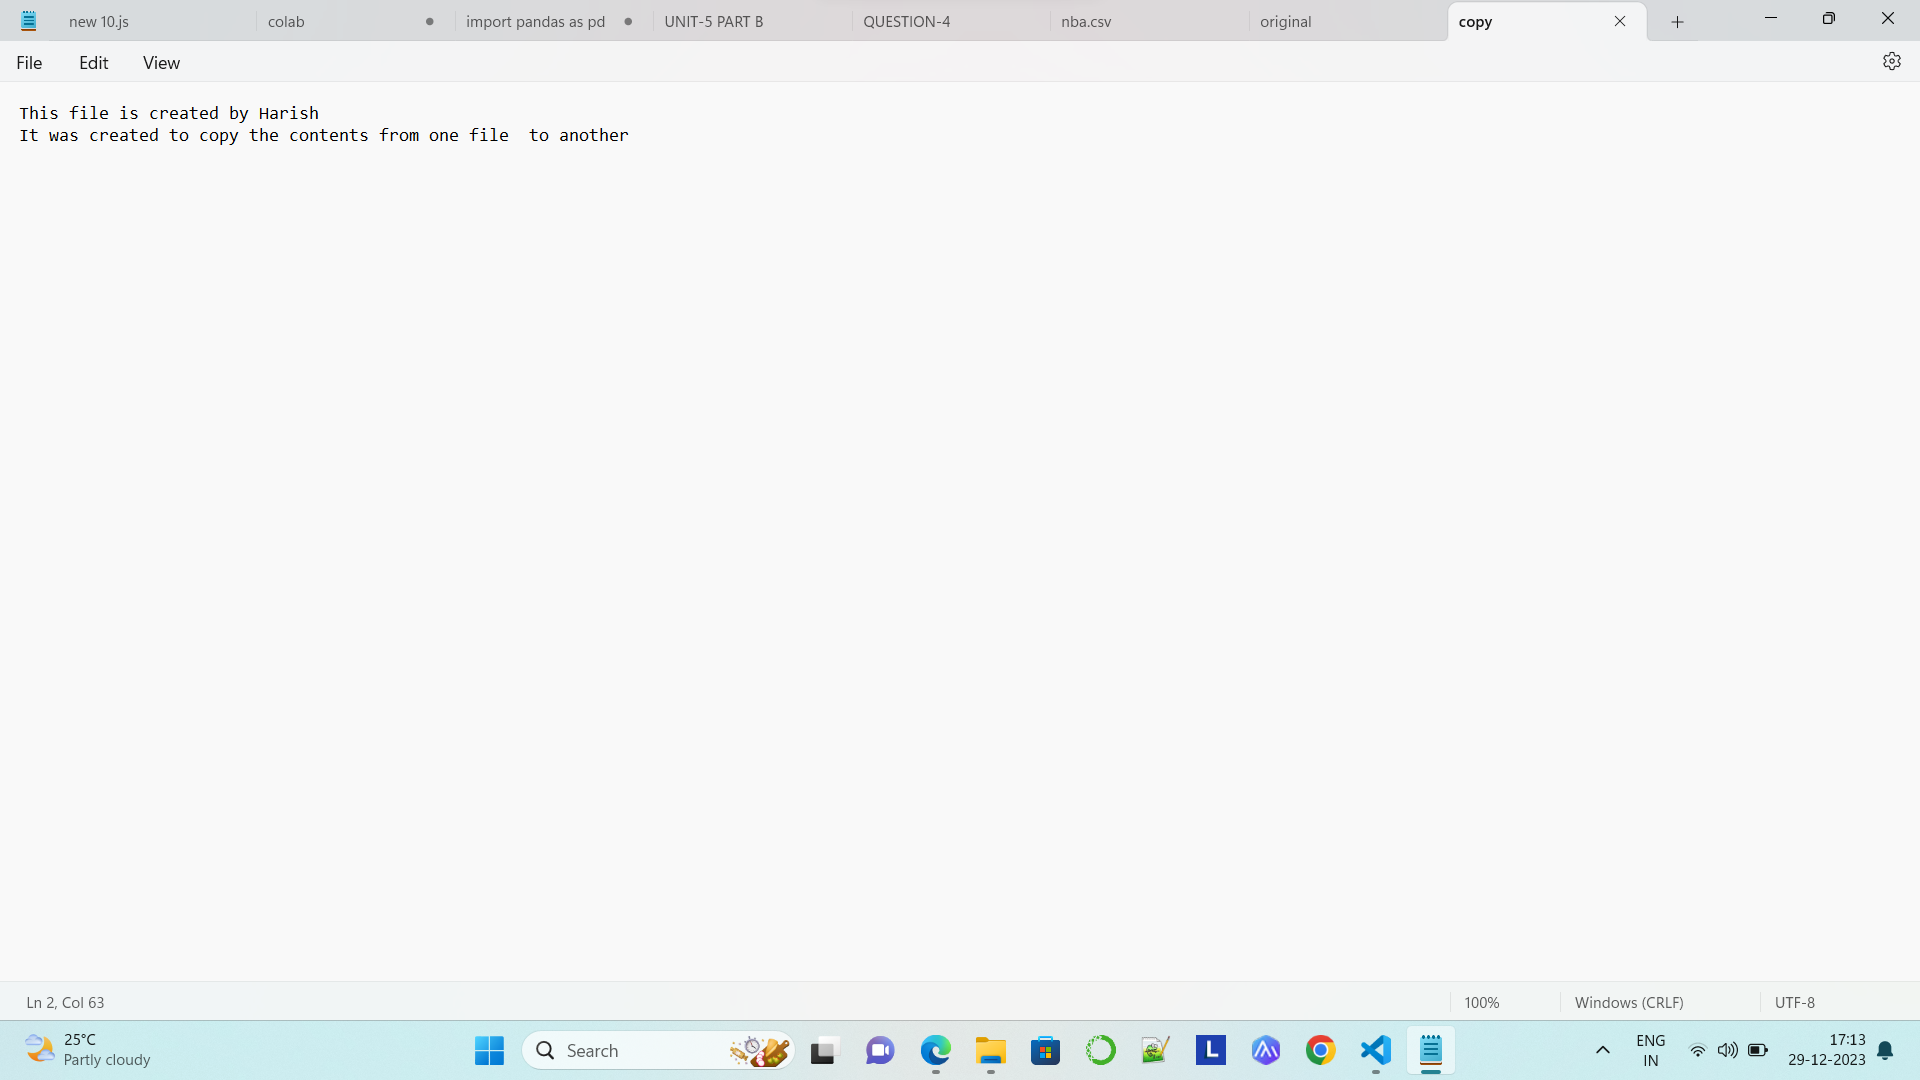 new 10.js
colab
import pandas as pd
UNIT-5 PART B
QUESTION-4
nba.csv
original
copy
File
Edit
View
This file is created by Harish
It was created to copy the contents from one file  to another
Ln 2, Col 63
100%
Windows (CRLF)
UTF-8
25°C
Partly cloudy
Search
L
ENG
IN
17:13
29-12-2023